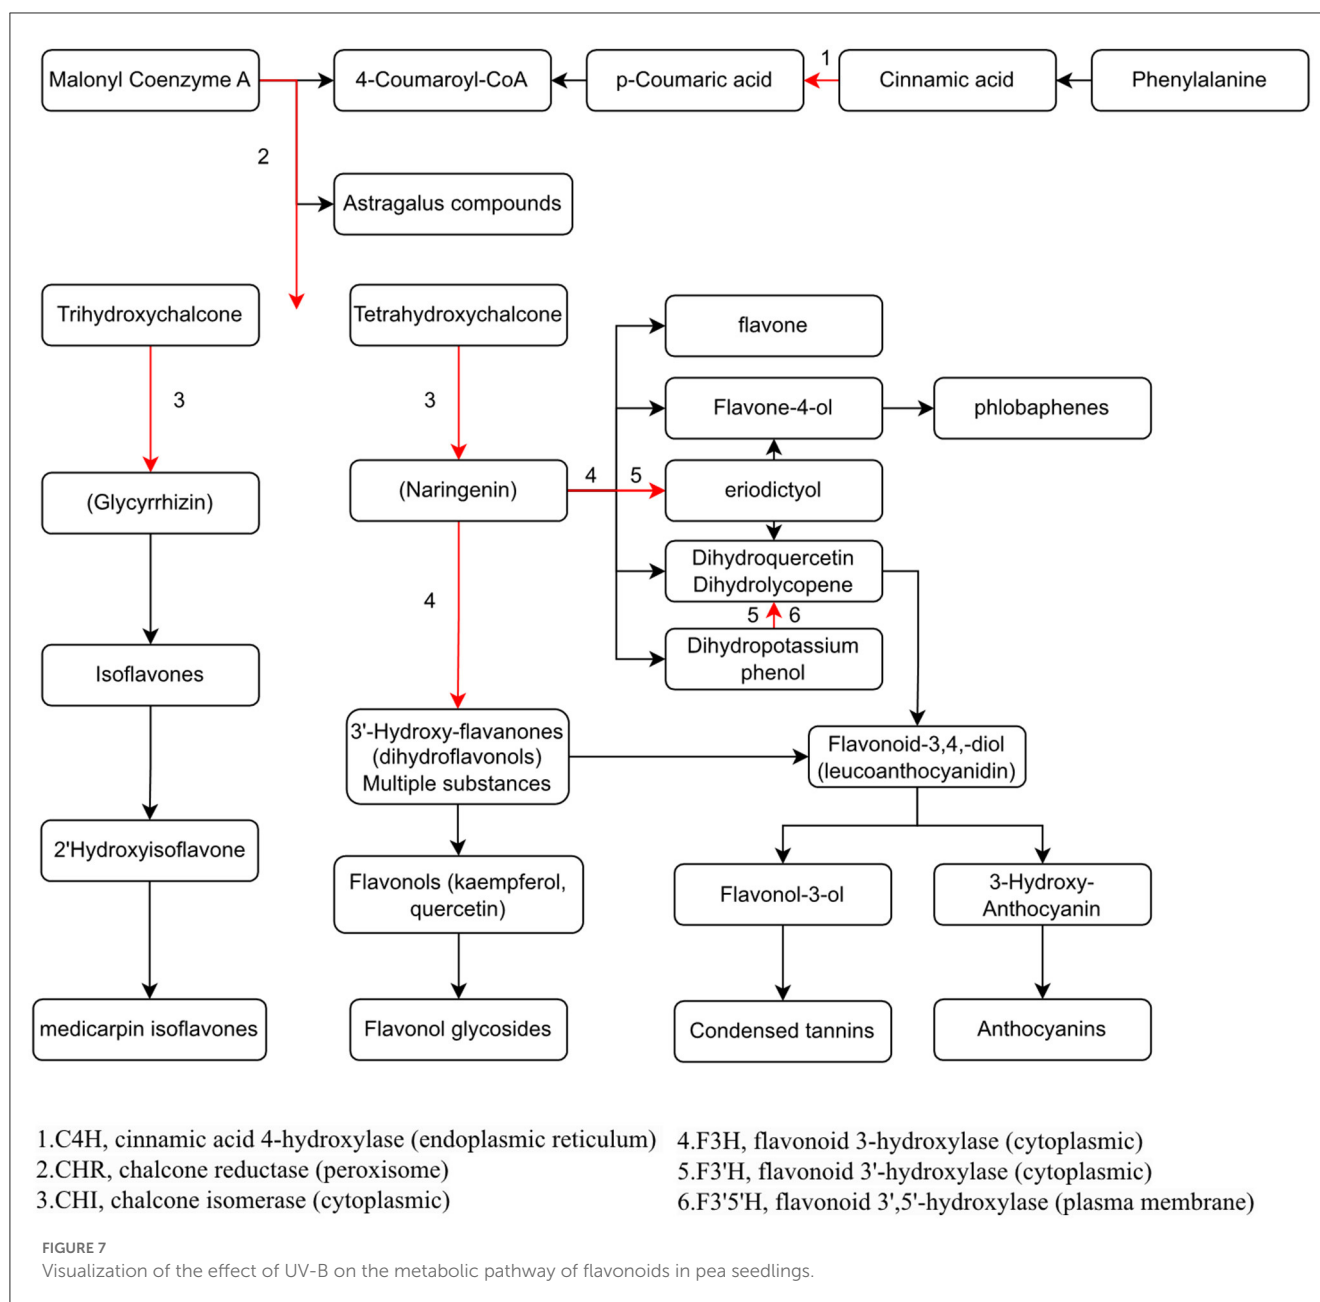 Malonyl Coenzyme A
4-Coumaroyl-CoA
p-Coumaric acid
1
Cinnamic acid
Phenylalanine
2
Astragalus compounds
Trihydroxychalcone
Tetrahydroxychalcone
flavone
3
3
Flavone-4-ol
phlobaphenes
(Glycyrrhizin)
(Naringenin)
4
5
eriodictyol
Dihydroquercetin
Dihydrolycopene
4
5
6
Isoflavones
Dihydropotassium
phenol
3'-Hydroxy-flavanones
(dihydroflavonols)
Multiple substances
Flavonoid-3,4,-diol
(leucoanthocyanidin)
2'Hydroxyisoflavone
Flavonols (kaempferol,
quercetin)
Flavonol-3-ol
3-Hydroxy-
Anthocyanin
medicarpin isoflavones
Flavonol glycosides
Condensed tannins
Anthocyanins
1.C4H, cinnamic acid 4-hydroxylase (endoplasmic reticulum)
2.CHR, chalcone reductase (peroxisome)
3.CHI, chalcone isomerase (cytoplasmic)
4.F3H, flavonoid 3-hydroxylase (cytoplasmic)
5.F3'H, flavonoid 3'-hydroxylase (cytoplasmic)
6.F3'5'H, flavonoid 3',5'-hydroxylase (plasma membrane)
FIGURE 7
Visualization of the effect of UV-B on the metabolic pathway of flavonoids in pea seedlings.